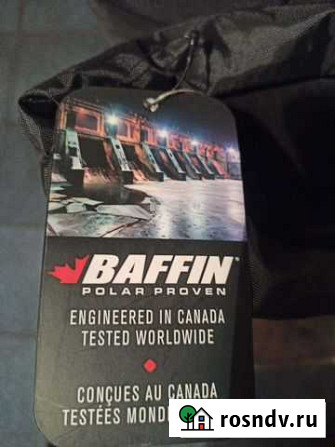 BAFFIN
POLAR PROVEN
ENGINEERED IN CANADA
TESTED WORLDWIDE
CONÇUES AU CANADA
TESTÉES
rosndv.ru